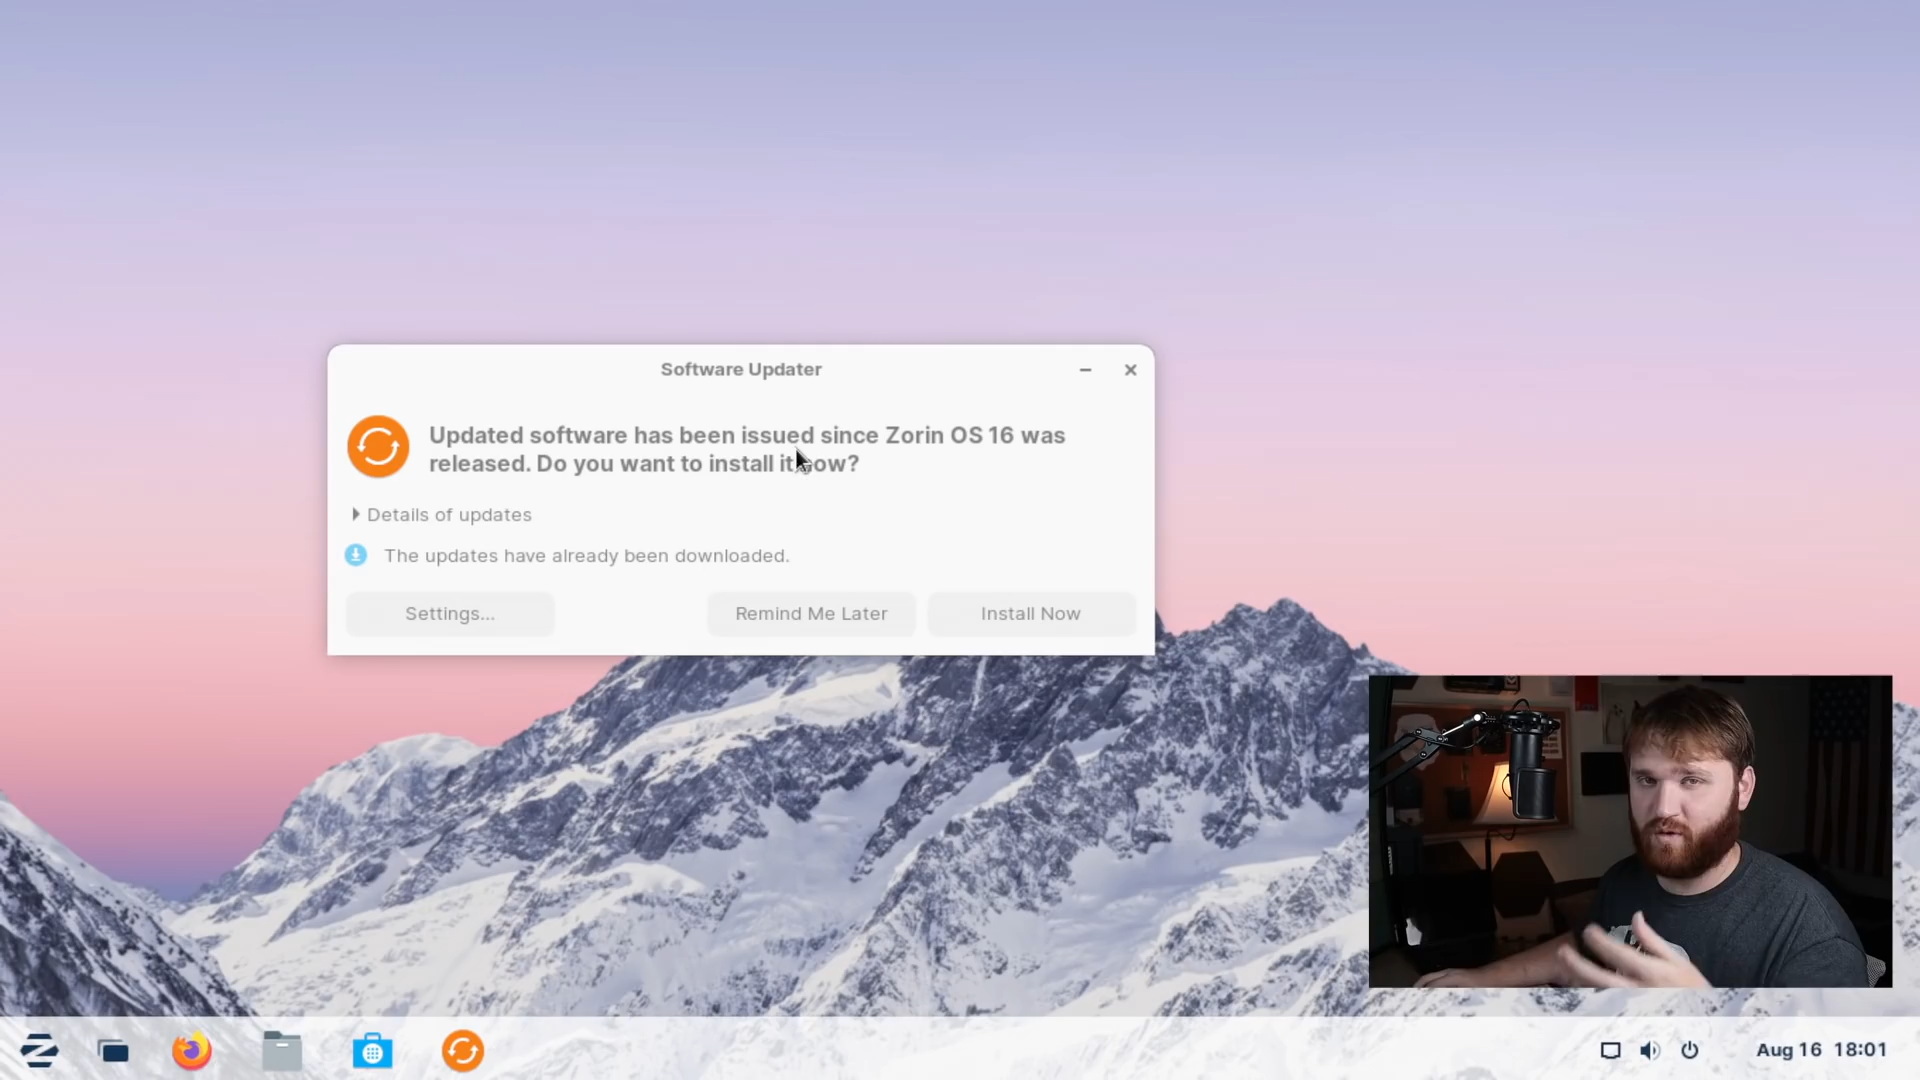 Software Updater
Updated software has been issued since Zorin OS 16 was
released. Do you want to install it now?
Details of updates
The updates have already been downloaded.
Settings...
Remind Me Later
Install Now
Aug 16 18:01